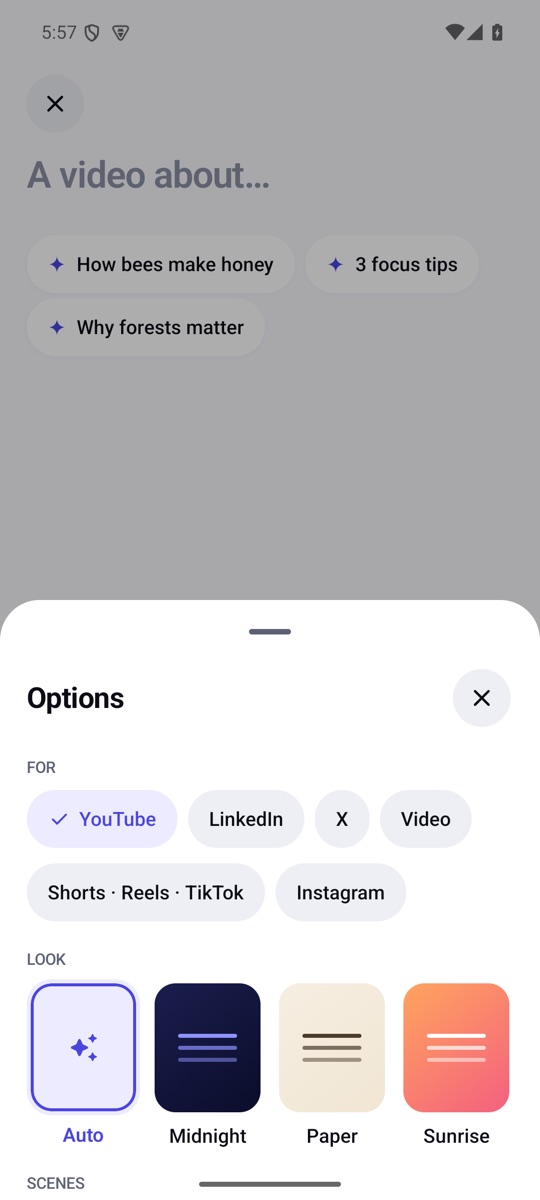 5:57
A video about...
How bees make honey
3 focus tips
Why forests matter
Options
FOR
YouTube
LinkedIn
X
Video
Shorts · Reels · TikTok
Instagram
LOOK
Auto
Midnight
Paper
Sunrise
SCENES